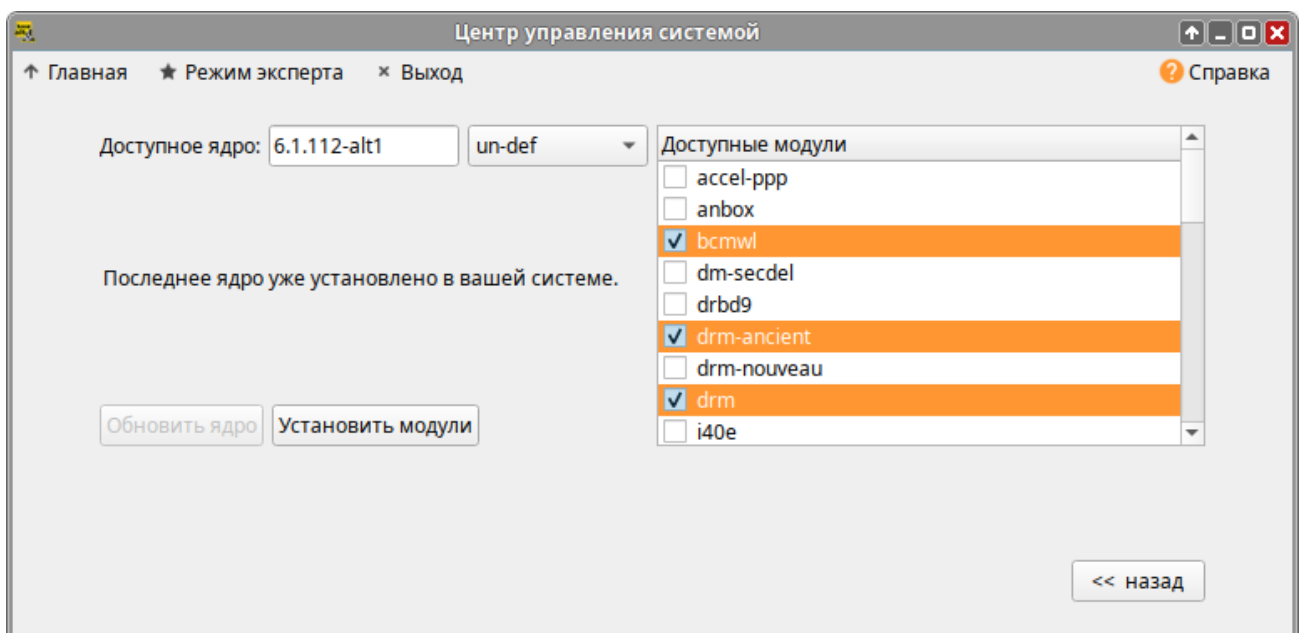 Центр управления системой
Главная Режим эксперта Выход Справка
Доступное ядро: 6.1.112-alt1 un-def
Последнее ядро уже установлено в вашей системе.
Обновить ядро Установить модули
Доступные модули
accel-ppp
anbox
bcmwl
dm-secdel
drbd9
drm-ancient
drm-nouveau
drm
i40e
<< назад